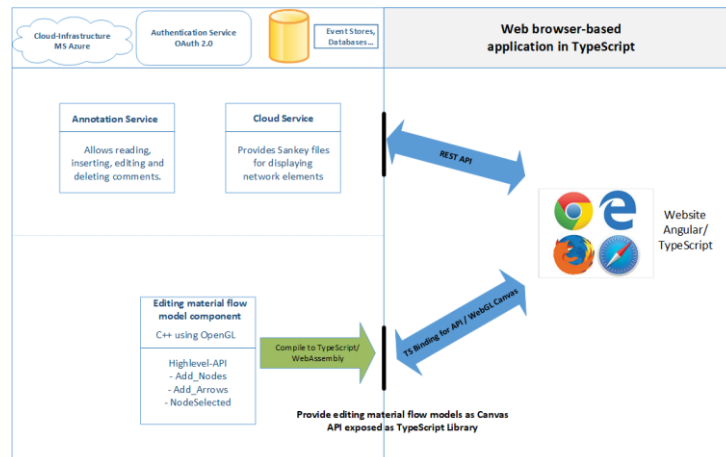 Cloud-Infrastructure
MS Azure
Authentication Service
OAuth 2.0
Event Stores,
Databases...
Web browser-based
application in TypeScript
Annotation Service
Allows reading,
inserting, editing and
deleting comments.
Cloud Service
Provides Sankey files
for displaying
network elements
REST API
Website
Angular/
TypeScript
Editing material flow
model component
C++ using OpenGL
Highlevel-API
- Add_Nodes
- Add_Arrows
- NodeSelected
Compile to TypeScript/
WebAssembly
TS Binding for API / WebGL Canvas
Provide editing material flow models as Canvas
API exposed as TypeScript Library